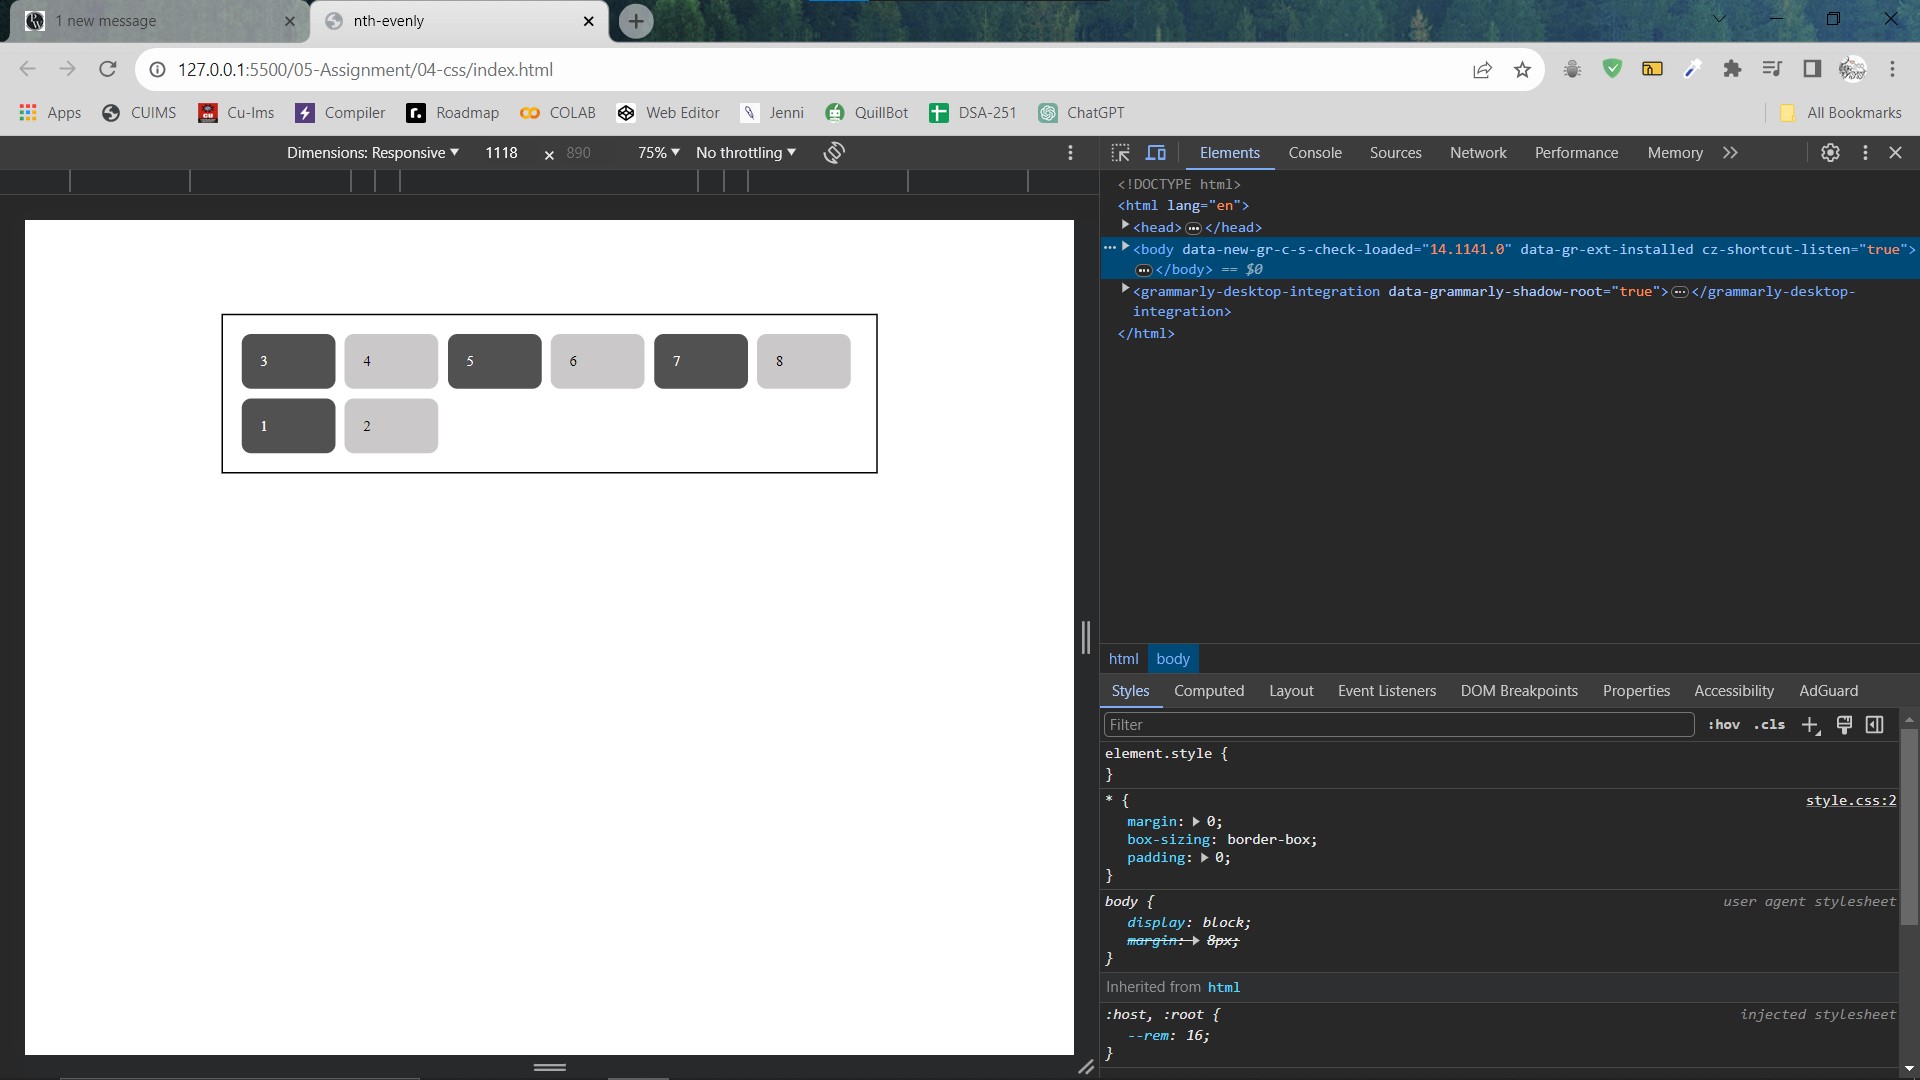 1 new message
nth-evenly
127.0.0.1:5500/05-Assignment/04-css/index.html
Apps CUIMS Cu-lms Compiler Roadmap COLAB Web Editor Jenni QuillBot DSA-251 ChatGPT All Bookmarks
Dimensions: Responsive 1118 × 890 75% No throttling
Elements Console Sources Network Performance Memory
<!DOCTYPE html>
<html lang="en">
<head>…</head>
<body data-new-gr-c-s-check-loaded="14.1141.0" data-gr-ext-installed cz-shortcut-listen="true">
…</body> == $0
<grammarly-desktop-integration data-grammarly-shadow-root="true">…</grammarly-desktop-
integration>
</html>
3 4 5 6 7 8
1 2
html body
Styles Computed Layout Event Listeners DOM Breakpoints Properties Accessibility AdGuard
Filter :hov .cls
element.style {
}
* { style.css:2
margin: 0;
box-sizing: border-box;
padding: 0;
}
body { user agent stylesheet
display: block;
margin: 8px;
}
Inherited from html
:host, :root { injected stylesheet
--rem: 16;
}